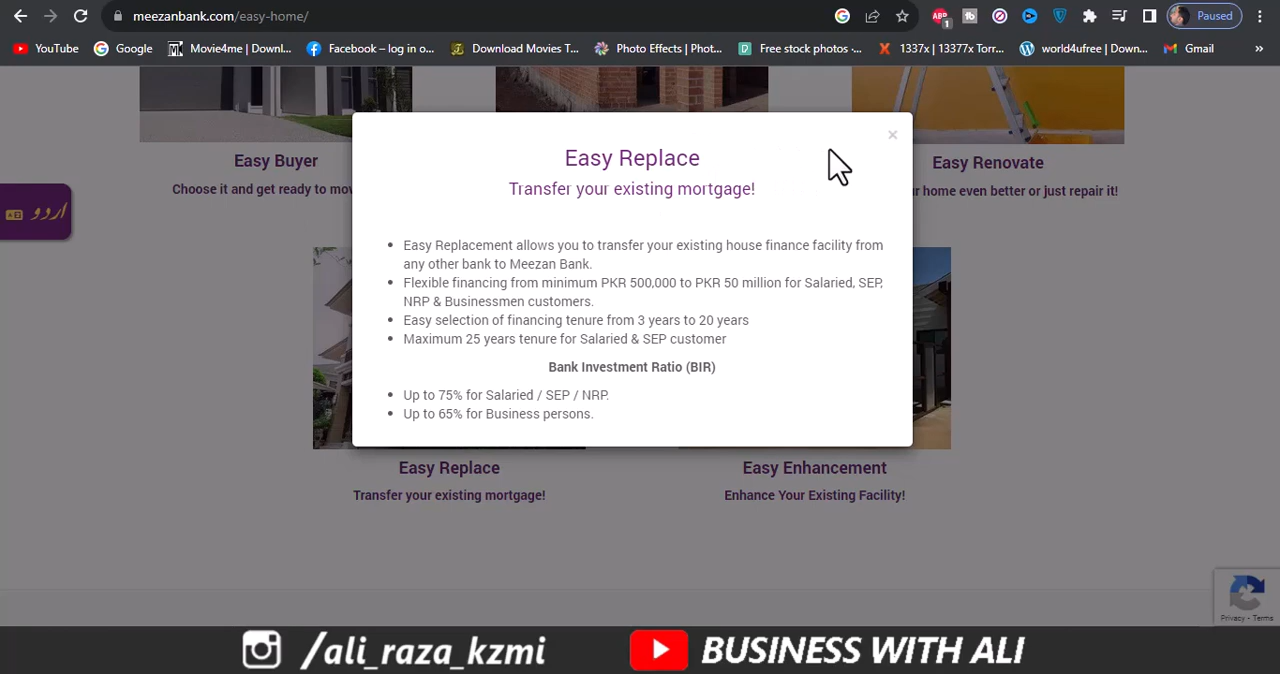 meezanbank.com/easy-home/
Paused
YouTube
Google
Movie4me | Downl...
Facebook – log in o...
Download Movies T...
Photo Effects | Phot...
Free stock photos -...
1337x | 13377x Torr...
world4ufree | Down...
Gmail
»
Easy Buyer
Choose it and get ready to mov
Easy Renovate
ur home even better or just repair it!
اردو
×
Easy Replace
Transfer your existing mortgage!
• Easy Replacement allows you to transfer your existing house finance facility from
any other bank to Meezan Bank.
• Flexible financing from minimum PKR 500,000 to PKR 50 million for Salaried, SEP,
NRP & Businessmen customers.
• Easy selection of financing tenure from 3 years to 20 years
• Maximum 25 years tenure for Salaried & SEP customer
Bank Investment Ratio (BIR)
• Up to 75% for Salaried / SEP / NRP.
• Up to 65% for Business persons.
Easy Replace
Transfer your existing mortgage!
Easy Enhancement
Enhance Your Existing Facility!
Privacy - Terms
/ali_raza_kzmi
BUSINESS WITH ALI